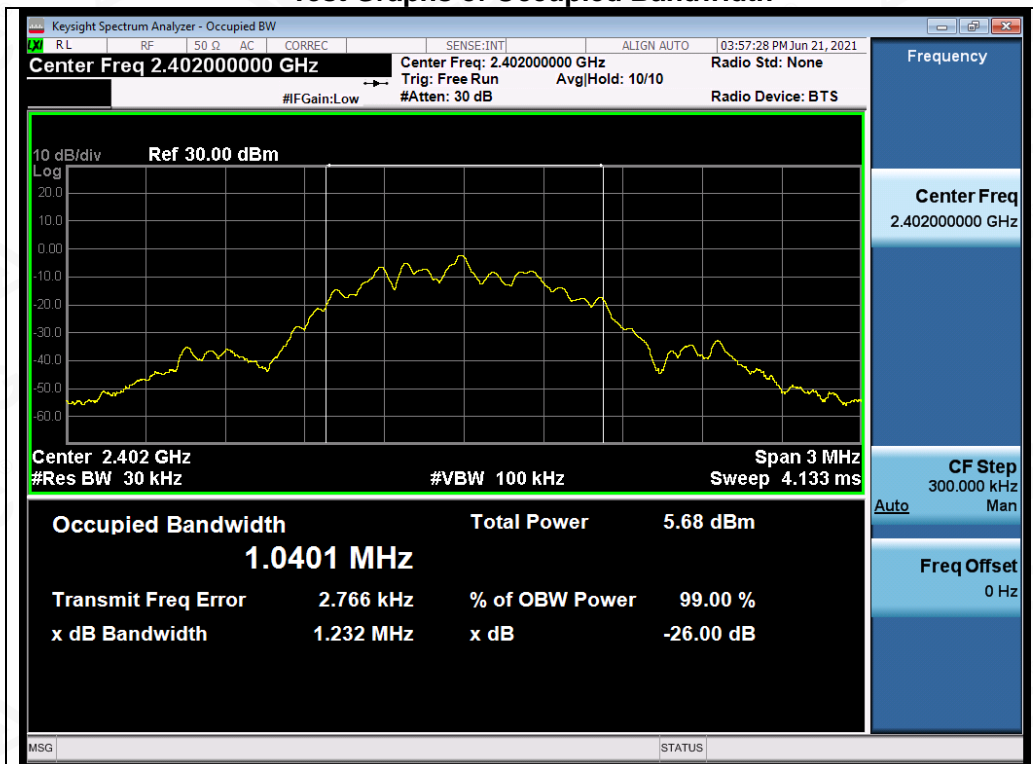 Test Graphs of Occupied Bandwidth
Keysight Spectrum Analyzer - Occupied BW
LXI RL RF 50 Ω AC CORREC SENSE:INT ALIGN AUTO 03:57:28 PM Jun 21, 2021
Center Freq 2.402000000 GHz
Center Freq: 2.402000000 GHz Radio Std: None
Trig: Free Run Avg|Hold: 10/10
#IFGain:Low #Atten: 30 dB Radio Device: BTS
10 dB/div Ref 30.00 dBm
Log
20.0
10.0
0.00
-10.0
-20.0
-30.0
-40.0
-50.0
-60.0
Center 2.402 GHz Span 3 MHz
#Res BW 30 kHz #VBW 100 kHz Sweep 4.133 ms
Occupied Bandwidth Total Power 5.68 dBm
1.0401 MHz
Transmit Freq Error 2.766 kHz % of OBW Power 99.00 %
x dB Bandwidth 1.232 MHz x dB -26.00 dB
MSG STATUS
Frequency
Center Freq
2.402000000 GHz
CF Step
300.000 kHz
Auto Man
Freq Offset
0 Hz